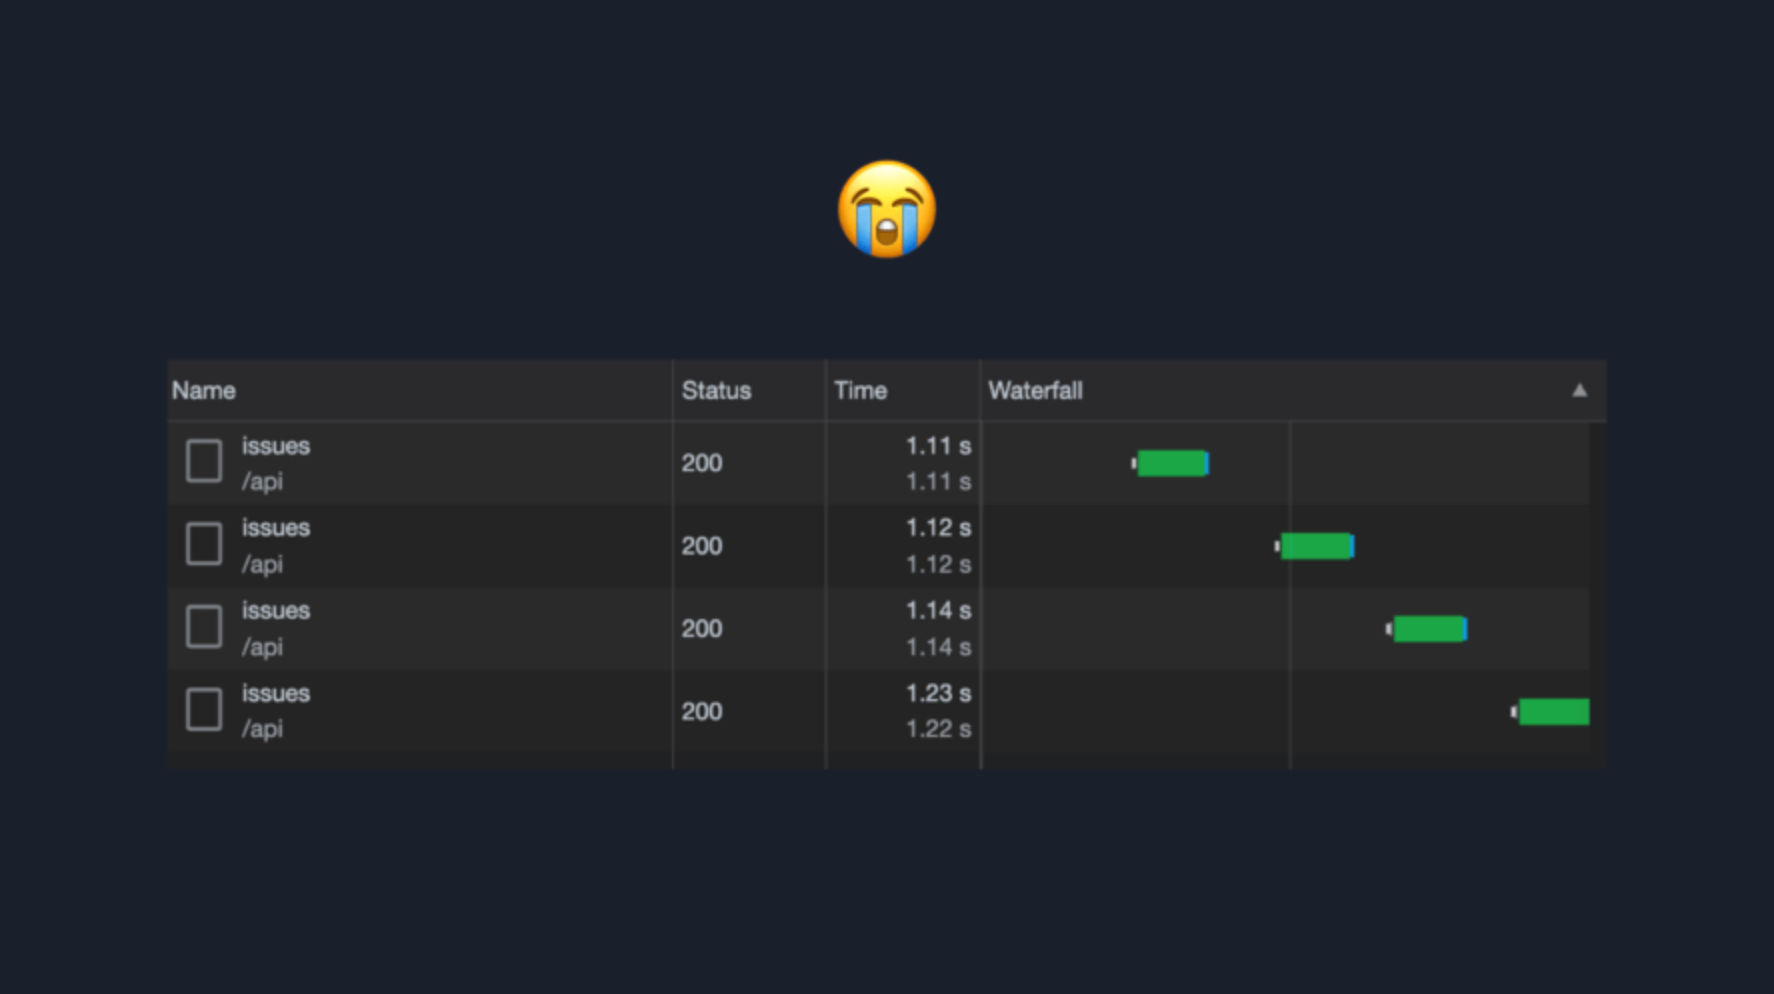 Name Status Time Waterfall
issues
/api
200
1.11 s
1.11 s
issues
/api
200
1.12 s
1.12 s
issues
/api
200
1.14 s
1.14 s
issues
/api
200
1.23 s
1.22 s